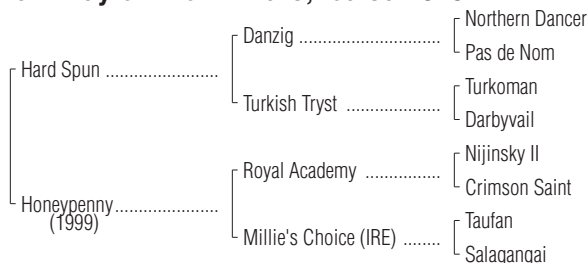 Northern Dancer
Danzig ..................................
Pas de Nom
Hard Spun ...........................
Turkoman
Turkish Tryst ......................
Darbyvail
Nijinsky II
Royal Academy ..................
Crimson Saint
Honeypenny.........................
(1999)
Taufan
Millie's Choice (IRE) ........
Salagangai